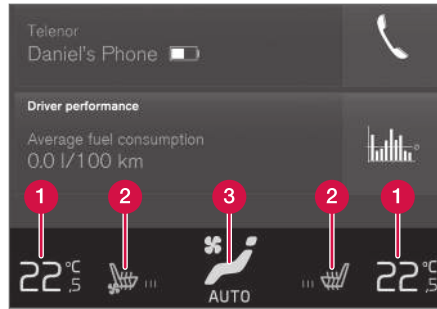 Telenor
Daniel's Phone
Driver performance
Average fuel consumption
0.0 l/100 km
1 2 3 2 1
22,5 °C 22,5 °C
AUTO